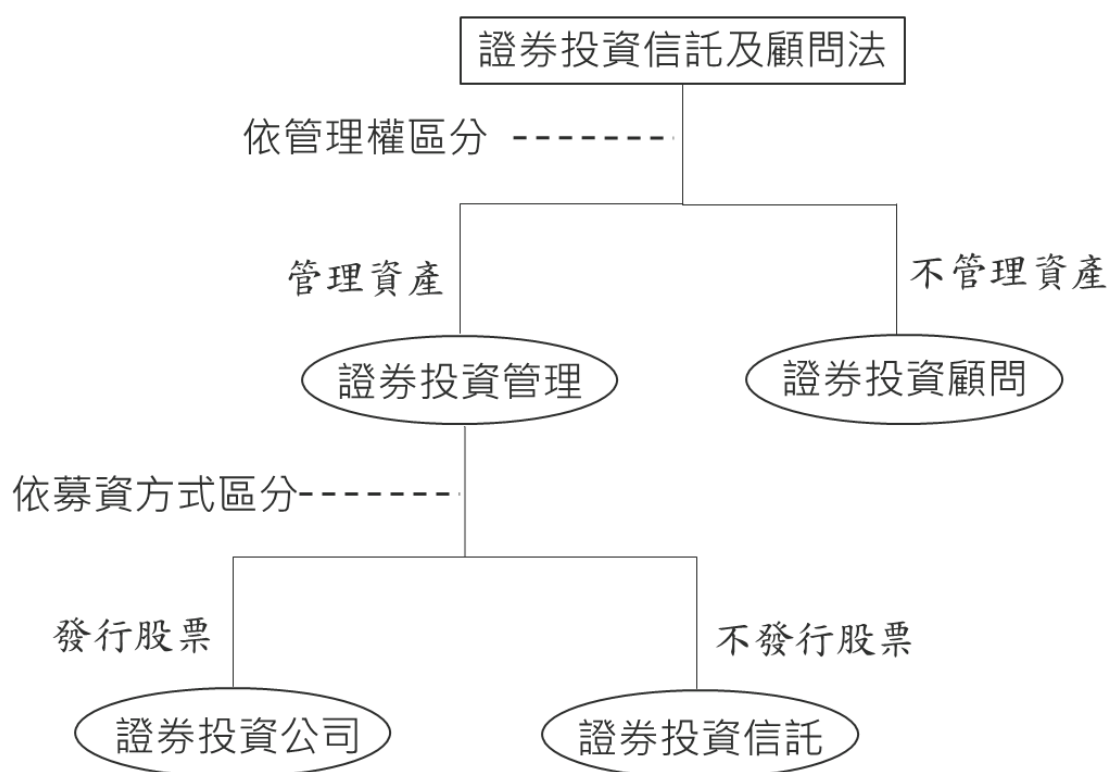 證券投資信託及顧問法
依管理權區分
管理資產
不管理資產
證券投資管理
證券投資顧問
依募資方式區分
發行股票
不發行股票
證券投資公司
證券投資信託